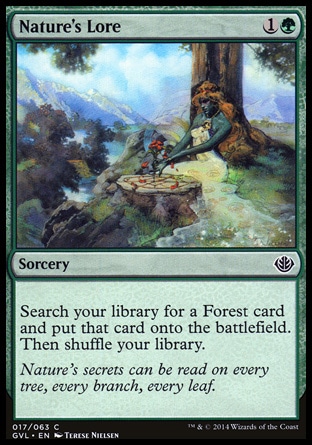 Nature's Lore 1
Sorcery
Search your library for a Forest card
and put that card onto the battlefield.
Then shuffle your library.
Nature's secrets can be read on every
tree, every branch, every leaf.
017/063 C
GVL • EN Terese Nielsen
™ & © 2014 Wizards of the Coast